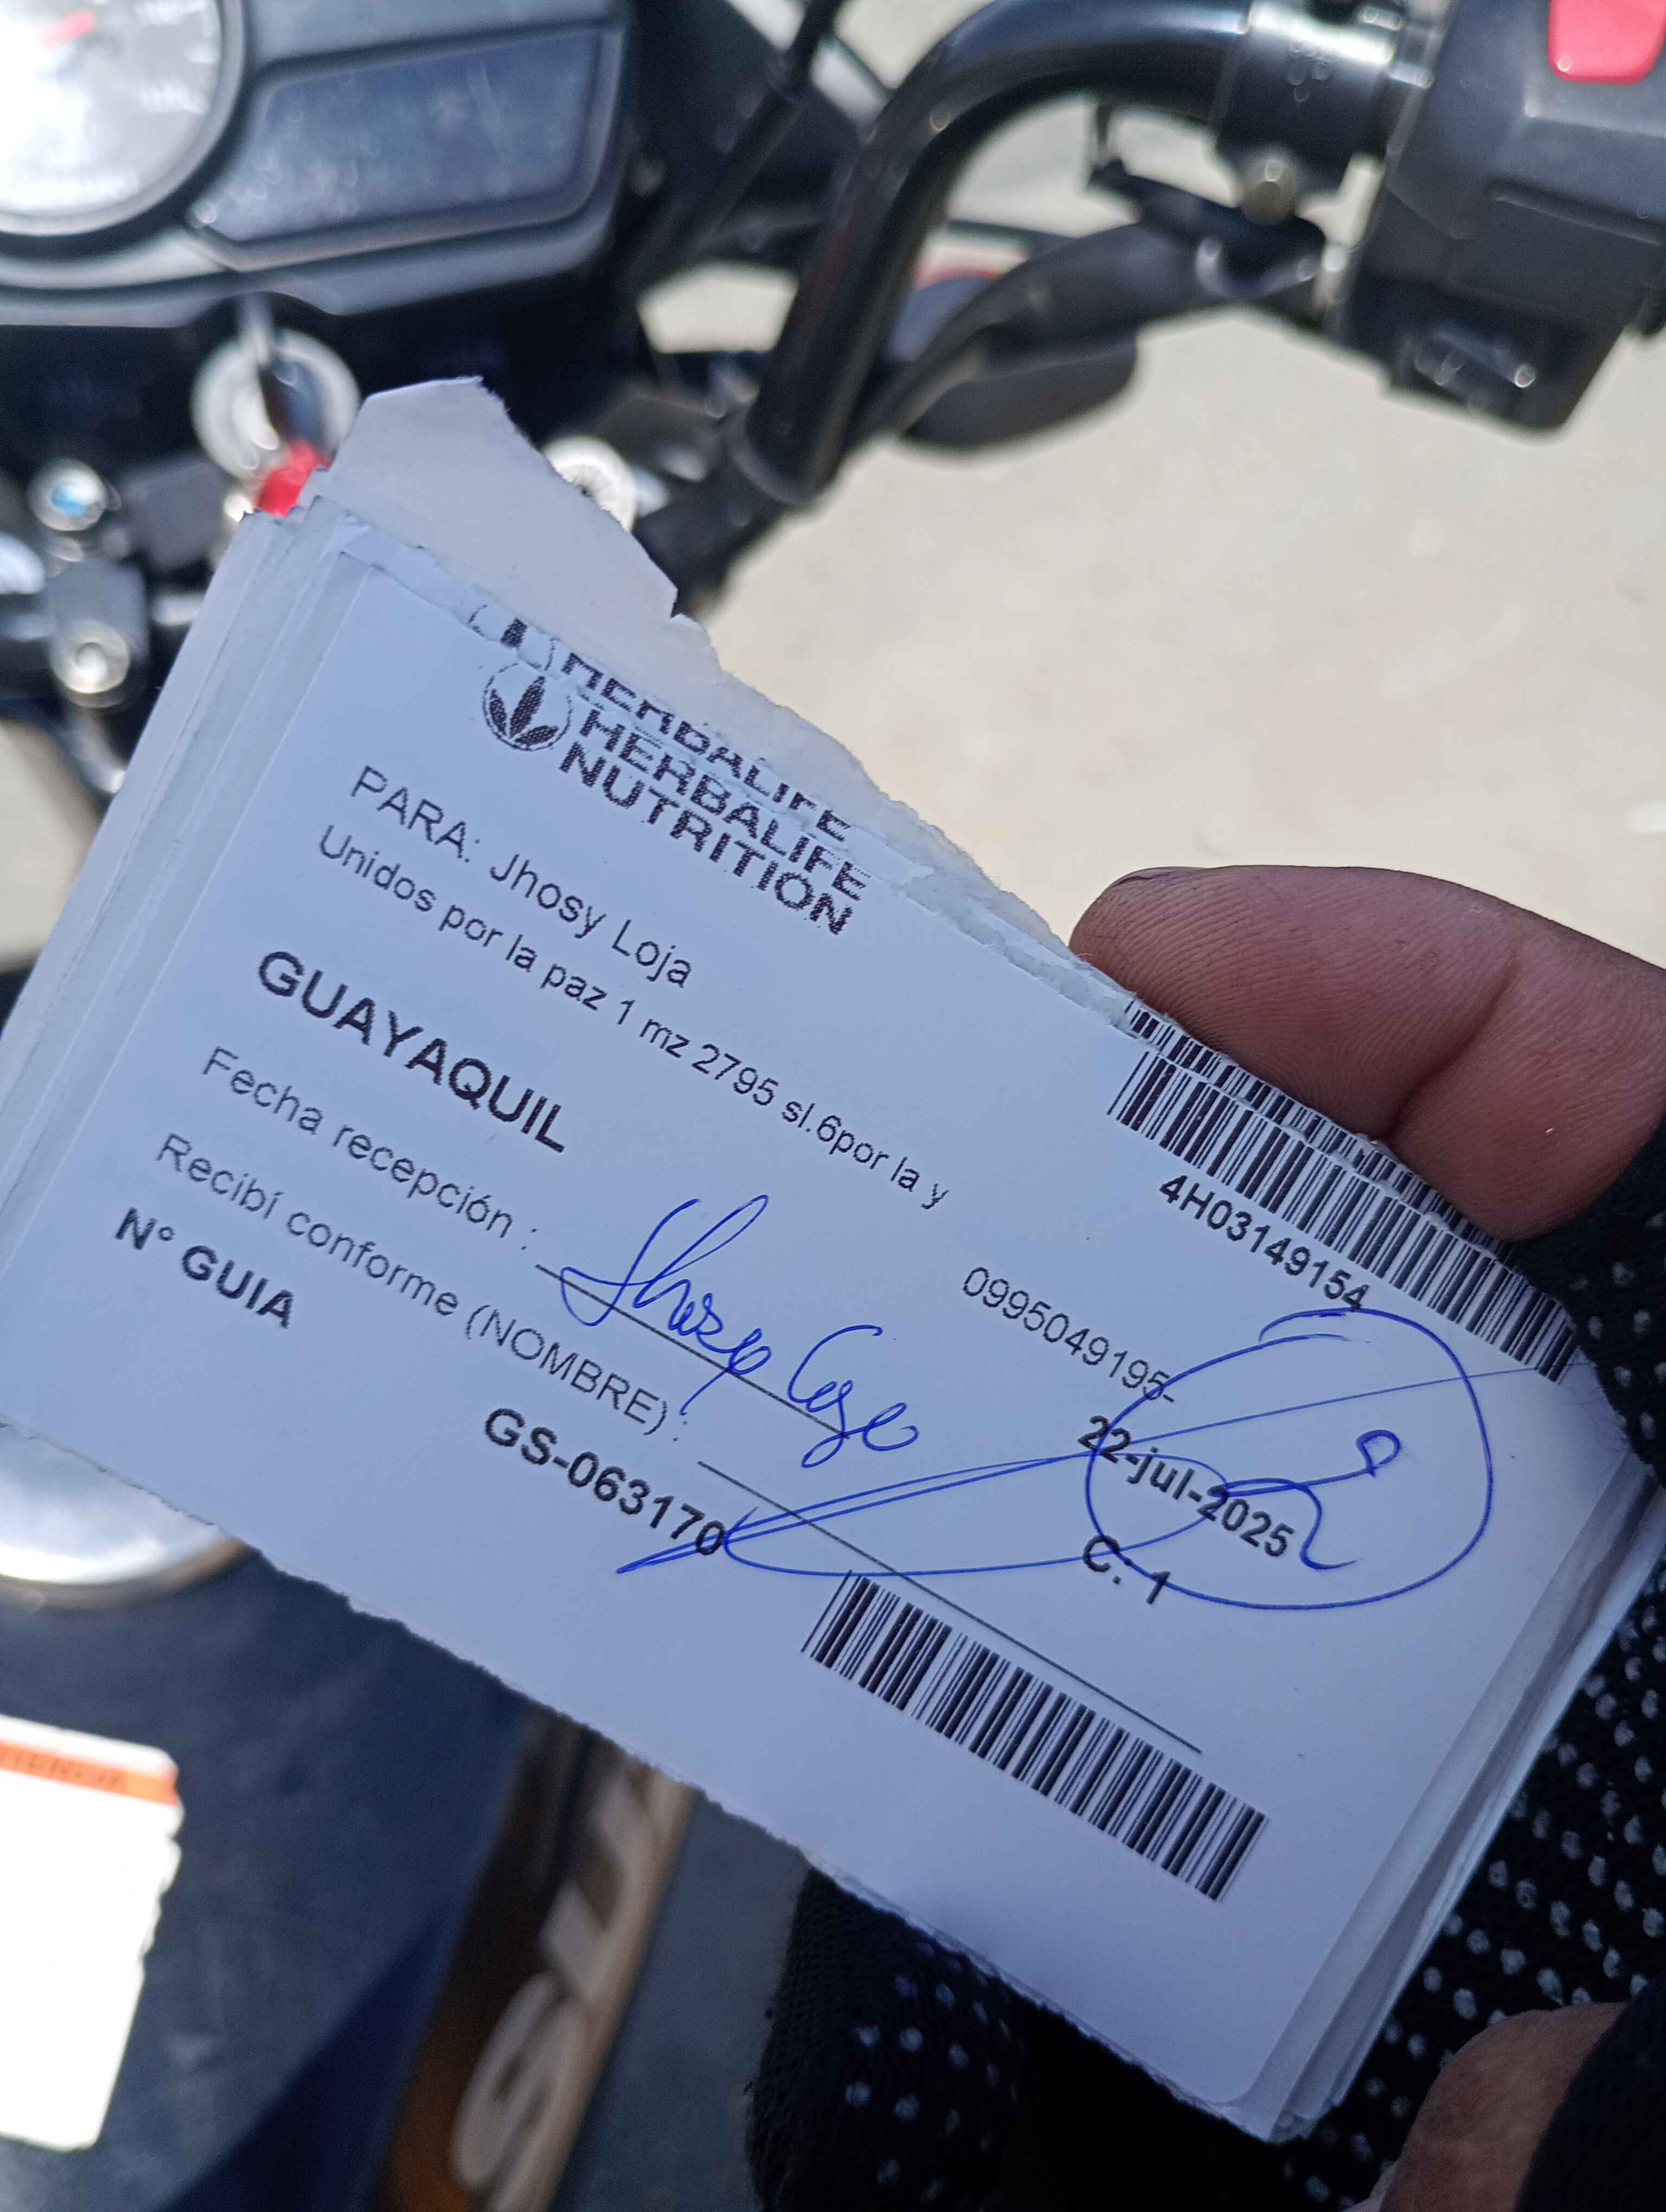 HERBALIFE
HERBALIFE
NUTRITION
4H03149154
PARA: Jhosy Loja
Unidos por la paz 1 mz 2795 sl.6por la y
0995049195-
GUAYAQUIL
22-jul-2025
Fecha recepción :
C. 1
Recibí conforme (NOMBRE) :
N° GUIA
GS-063170